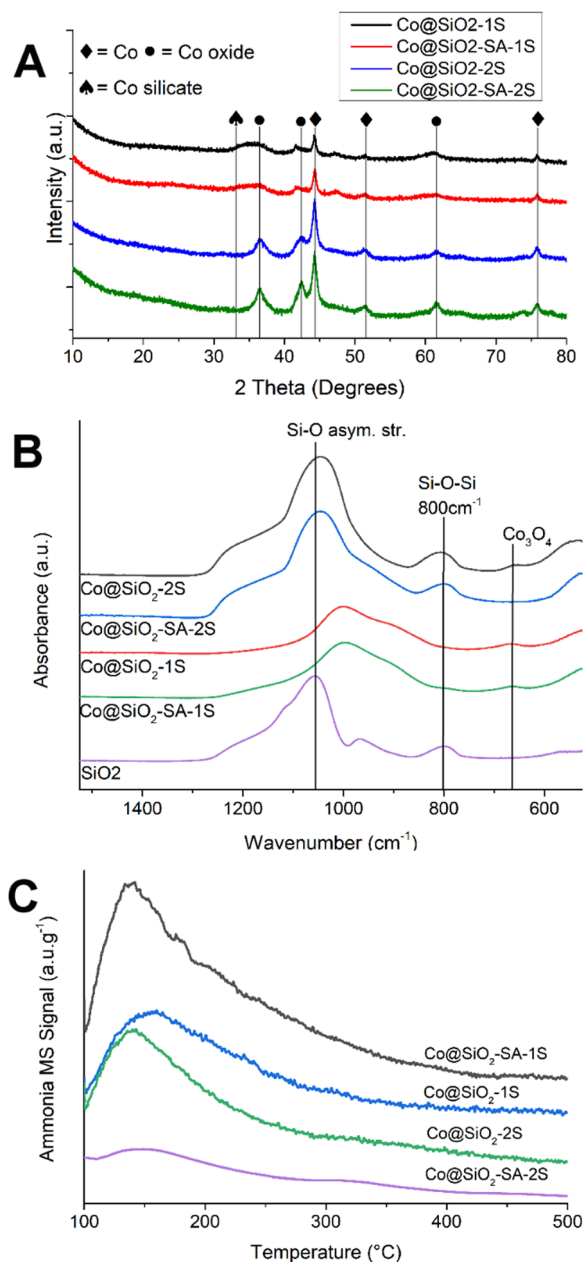 A
♦ = Co ● = Co oxide
♠ = Co silicate
Co@SiO2-1S
Co@SiO2-SA-1S
Co@SiO2-2S
Co@SiO2-SA-2S
Intensity (a.u.)
10 20 30 40 50 60 70 80
2 Theta (Degrees)
B
Si-O asym. str.
Si-O-Si
800cm⁻¹
Co₃O₄
Co@SiO₂-2S
Co@SiO₂-SA-2S
Co@SiO₂-1S
Co@SiO₂-SA-1S
SiO2
Absorbance (a.u.)
1400 1200 1000 800 600
Wavenumber (cm⁻¹)
C
Co@SiO₂-SA-1S
Co@SiO₂-1S
Co@SiO₂-2S
Co@SiO₂-SA-2S
Ammonia MS Signal (a.u.g⁻¹)
100 200 300 400 500
Temperature (°C)